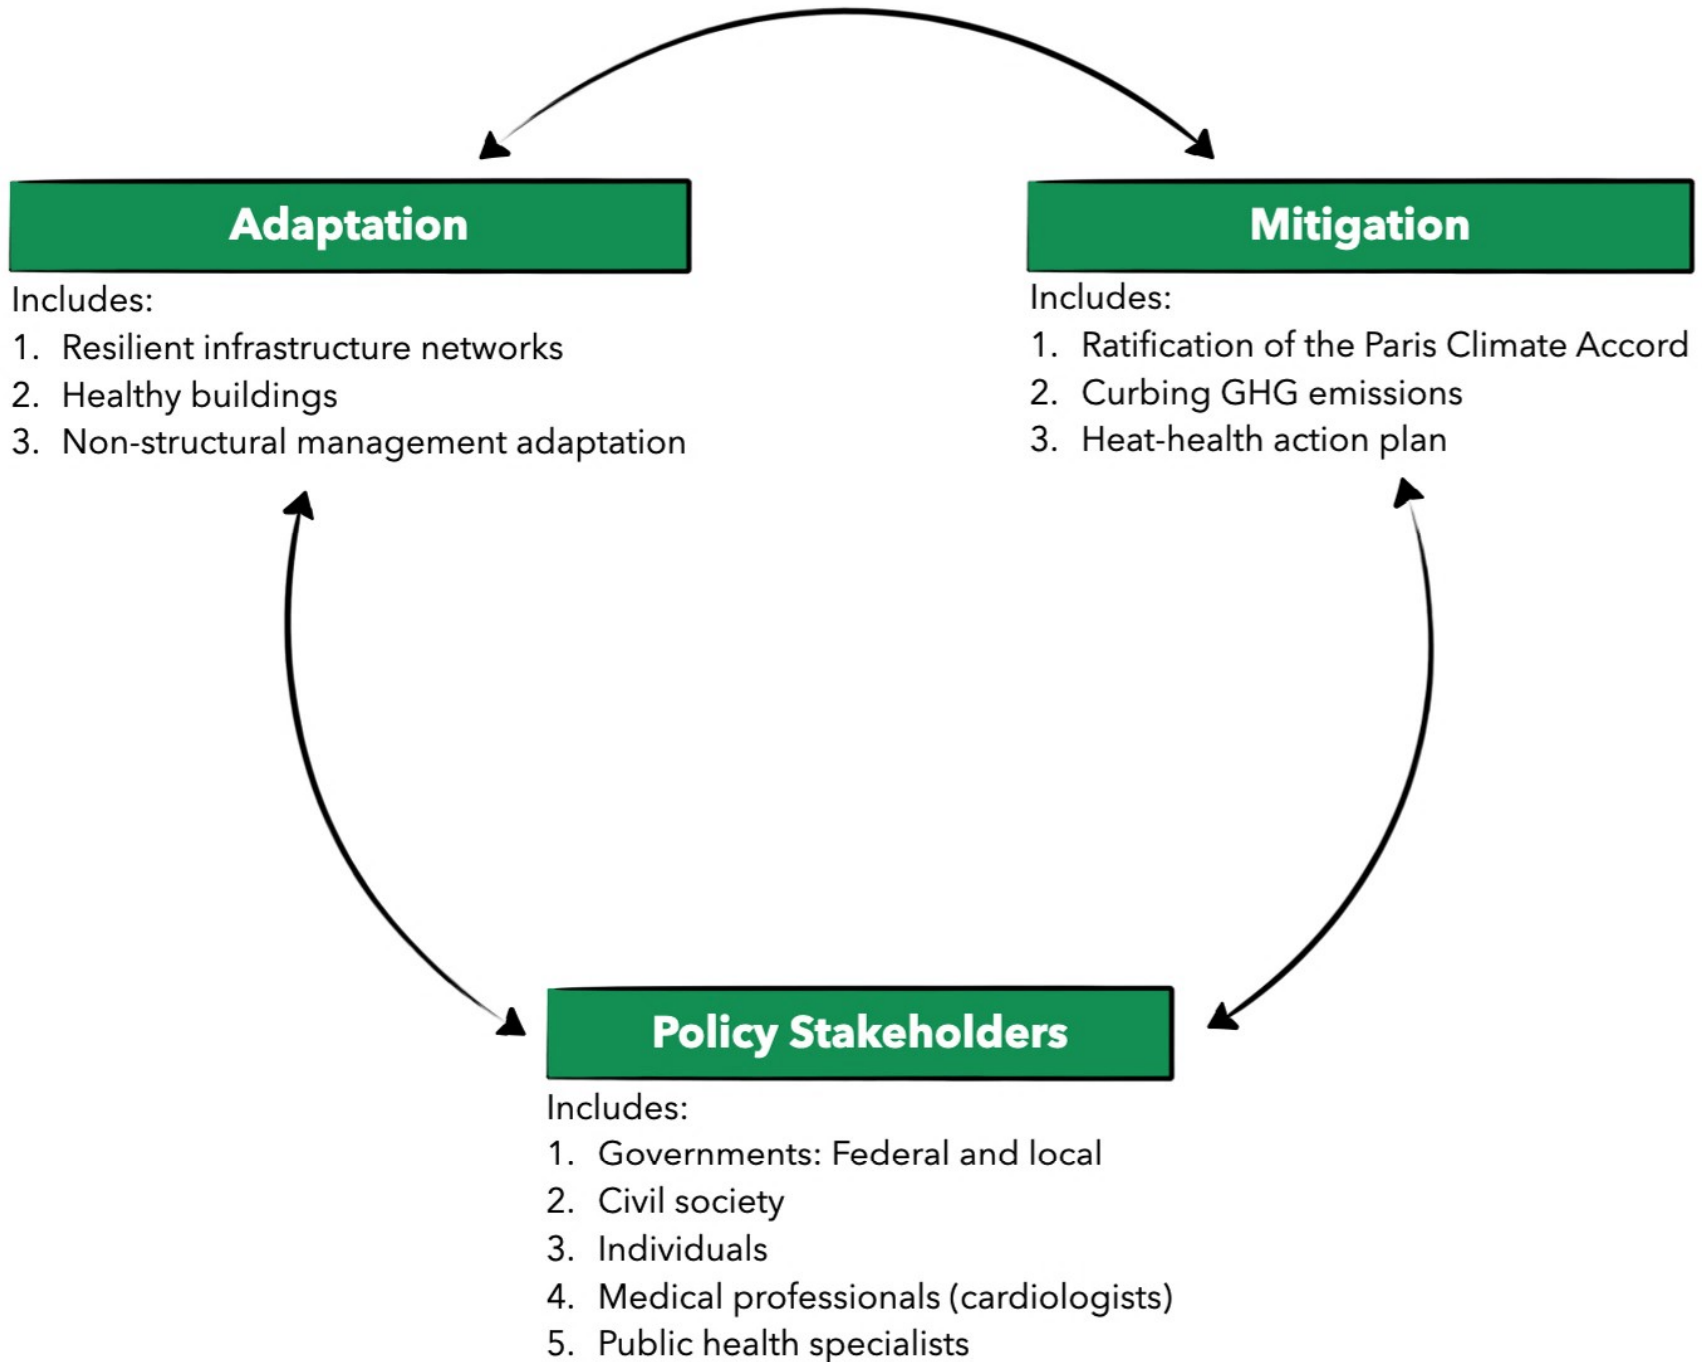 Adaptation
Includes:
1. Resilient infrastructure networks
2. Healthy buildings
3. Non-structural management adaptation
Mitigation
Includes:
1. Ratification of the Paris Climate Accord
2. Curbing GHG emissions
3. Heat-health action plan
Policy Stakeholders
Includes:
1. Governments: Federal and local
2. Civil society
3. Individuals
4. Medical professionals (cardiologists)
5. Public health specialists